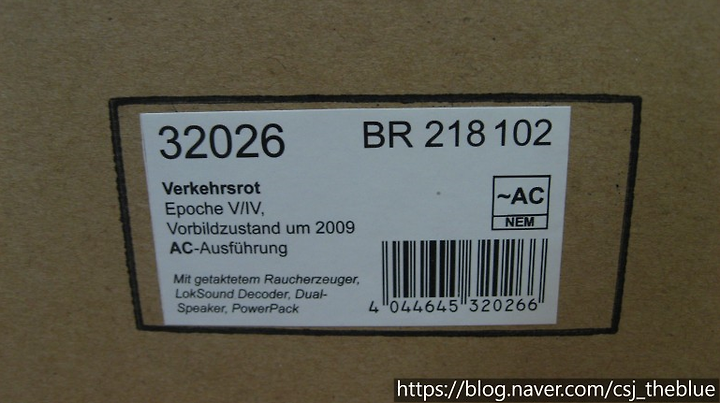 32026
BR 218 102
Verkehrsrot
Epoche V/IV,
Vorbildzustand um 2009
AC-Ausführung
~AC
NEM
Mit getaktetem Raucherzeuger,
LokSound Decoder, Dual-
Speaker, PowerPack
4 044645 320266
https://blog.naver.com/csj_theblue